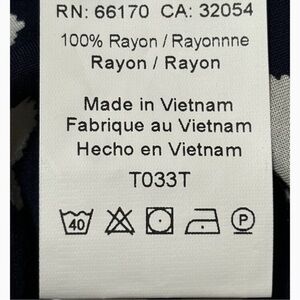 RN: 66170 CA: 32054
100% Rayon / Rayonnne
Rayon / Rayon
Made in Vietnam
Fabrique au Vietnam
Hecho en Vietnam
T033T
40 P